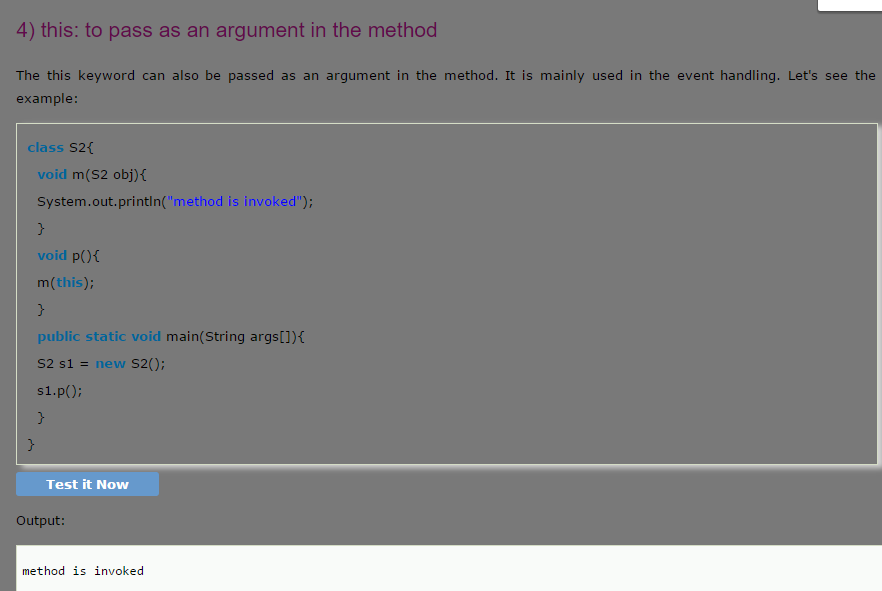 4) this: to pass as an argument in the method
The this keyword can also be passed as an argument in the method. It is mainly used in the event handling. Let's see the
example:
class S2{
void m(S2 obj){
System.out.println("method is invoked");
}
void p(){
m(this);
}
public static void main(String args[]){
S2 s1 = new S2();
s1.p();
}
}
Test it Now
Output:
method is invoked